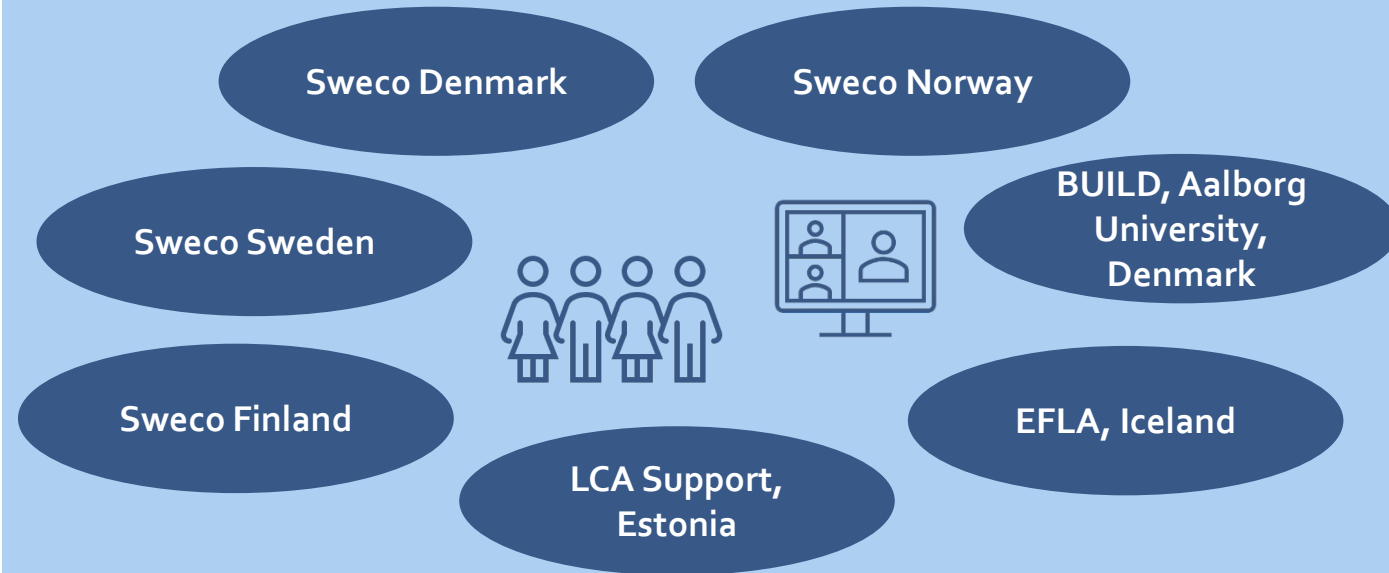 Sweco Denmark
Sweco Norway
Sweco Sweden
BUILD, Aalborg
University,
Denmark
Sweco Finland
EFLA, Iceland
LCA Support,
Estonia